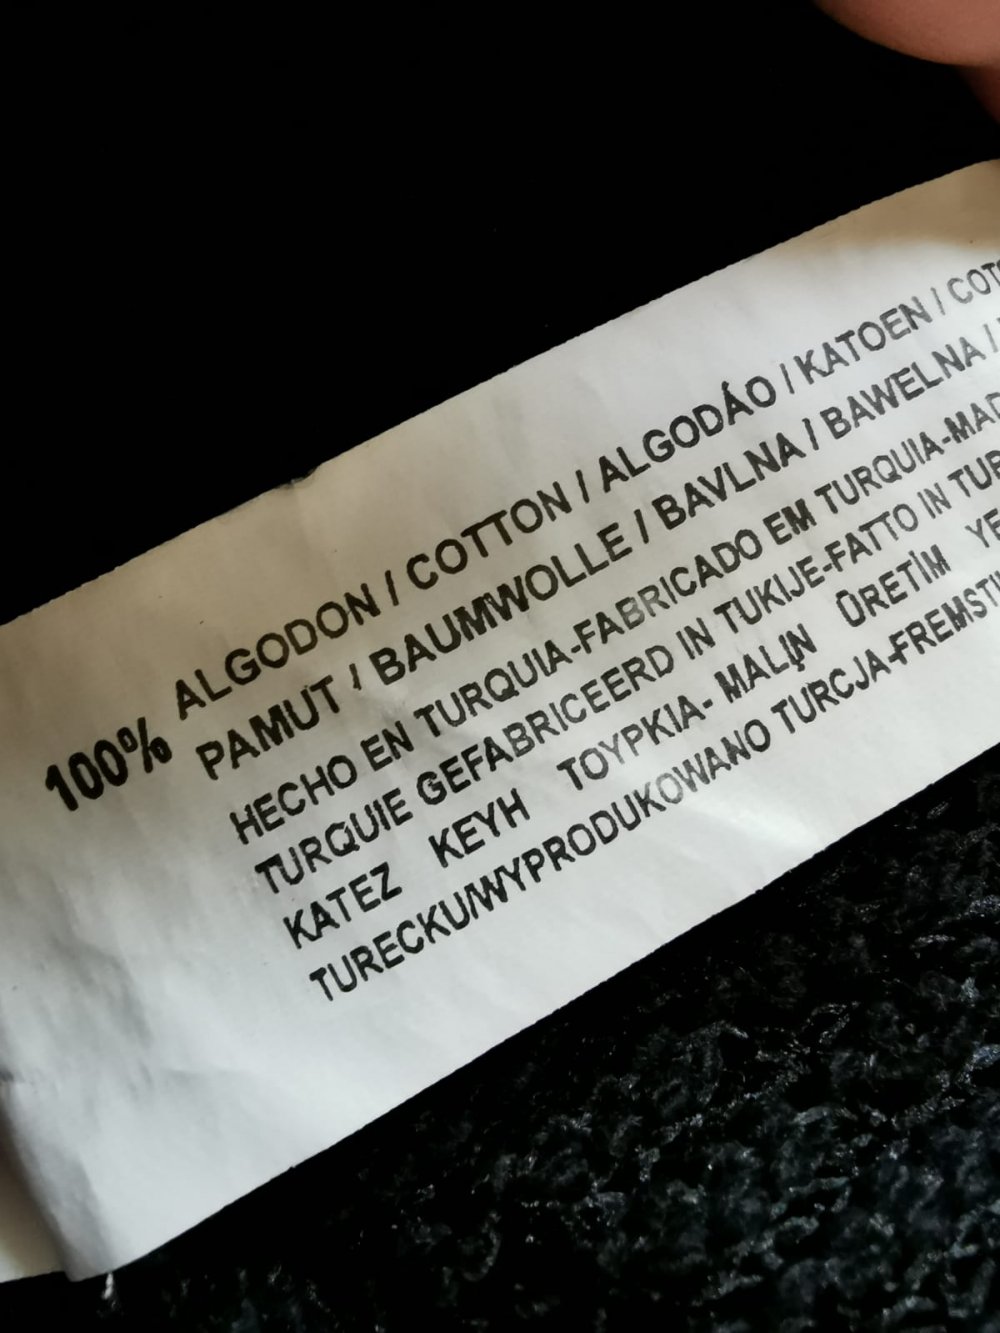 100% ALGODON / COTTON / ALGODÁO / KATOEN / COT
PAMUT / BAUMWOLLE / BAVLNA / BAWELNA /
HECHO EN TURQUIA-FABRICADO EM TURQUIA-MAD
TURQUIE GEFABRICEERD IN TUKIJE-FATTO IN TUR
KATEZ KEYH TOYPKIA- MALIŅ ÜRETİM YE
TURECKU/WYPRODUKOWANO TURCJA-FREMSTI